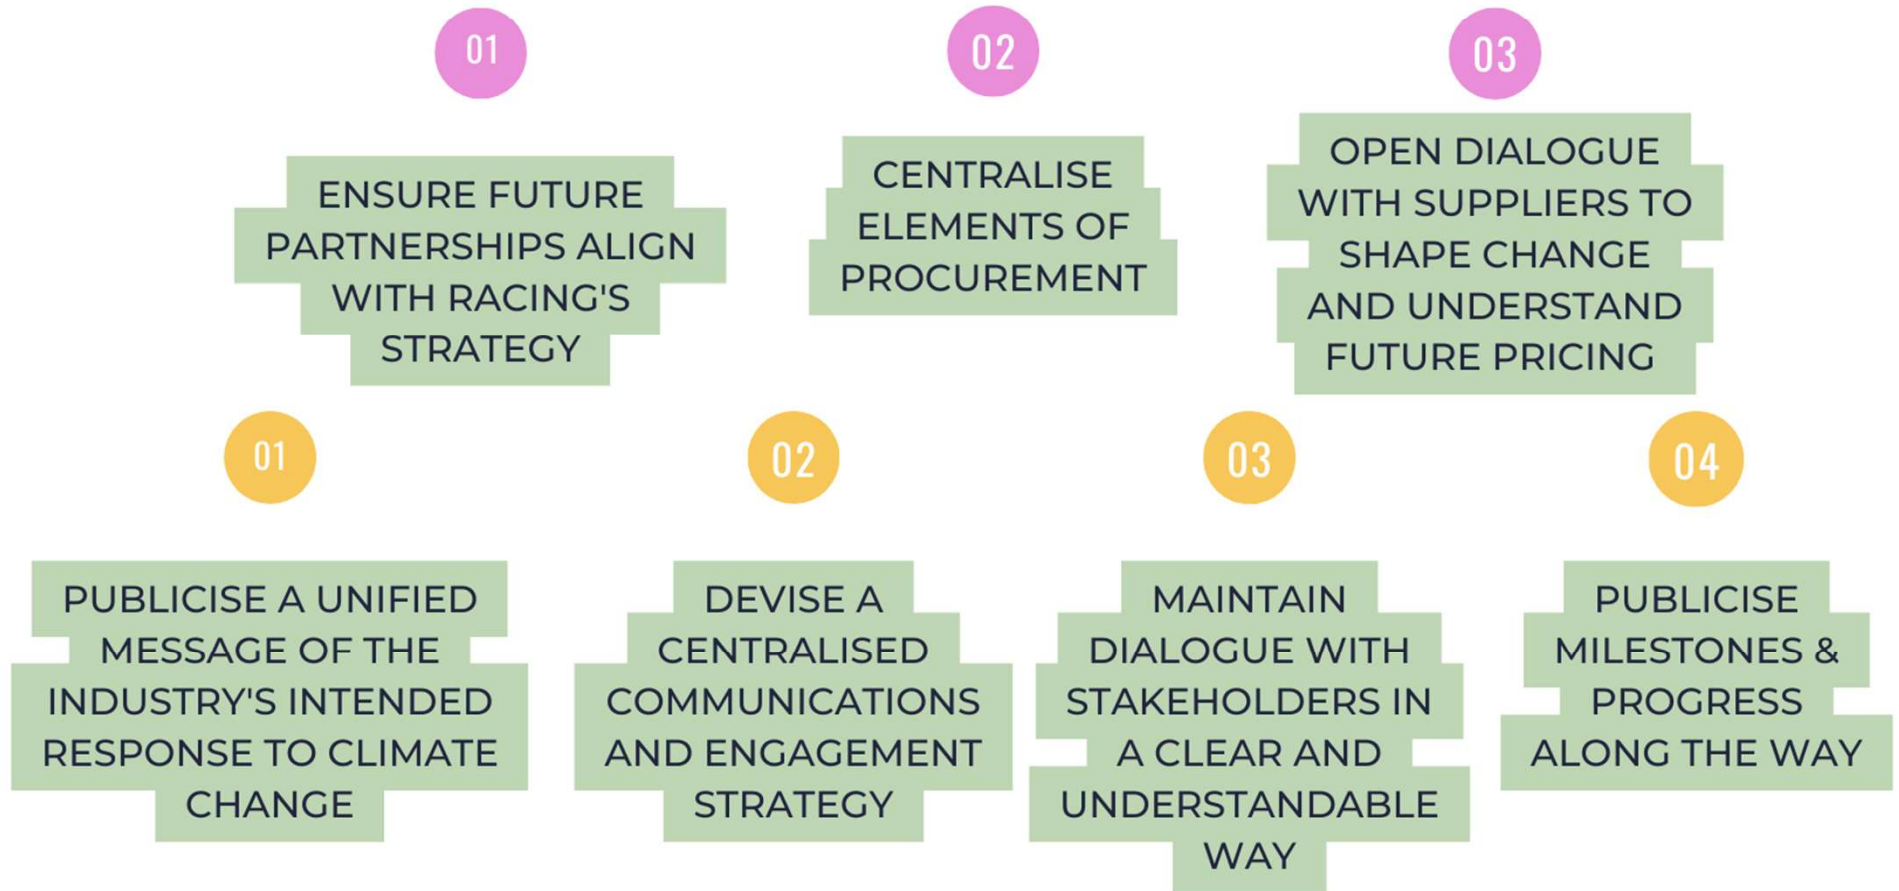 01
ENSURE FUTURE
PARTNERSHIPS ALIGN
WITH RACING'S
STRATEGY
02
CENTRALISE
ELEMENTS OF
PROCUREMENT
03
OPEN DIALOGUE
WITH SUPPLIERS TO
SHAPE CHANGE
AND UNDERSTAND
FUTURE PRICING
01
PUBLICISE A UNIFIED
MESSAGE OF THE
INDUSTRY'S INTENDED
RESPONSE TO CLIMATE
CHANGE
02
DEVISE A
CENTRALISED
COMMUNICATIONS
AND ENGAGEMENT
STRATEGY
03
MAINTAIN
DIALOGUE WITH
STAKEHOLDERS IN
A CLEAR AND
UNDERSTANDABLE
WAY
04
PUBLICISE
MILESTONES &
PROGRESS
ALONG THE WAY